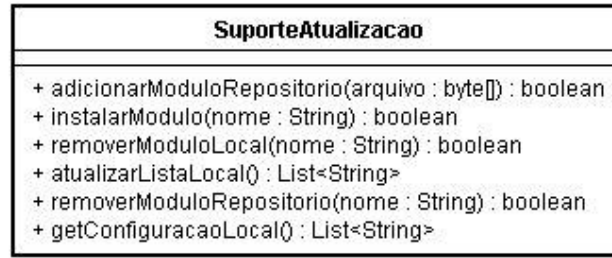 SuporteAtualizacao
+ adicionarModuloRepositorio(arquivo : byte[]) : boolean
+ instalarModulo(nome : String) : boolean
+ removerModuloLocal(nome : String) : boolean
+ atualizarListaLocal() : List<String>
+ removerModuloRepositorio(nome : String) : boolean
+ getConfiguracaoLocal() : List<String>